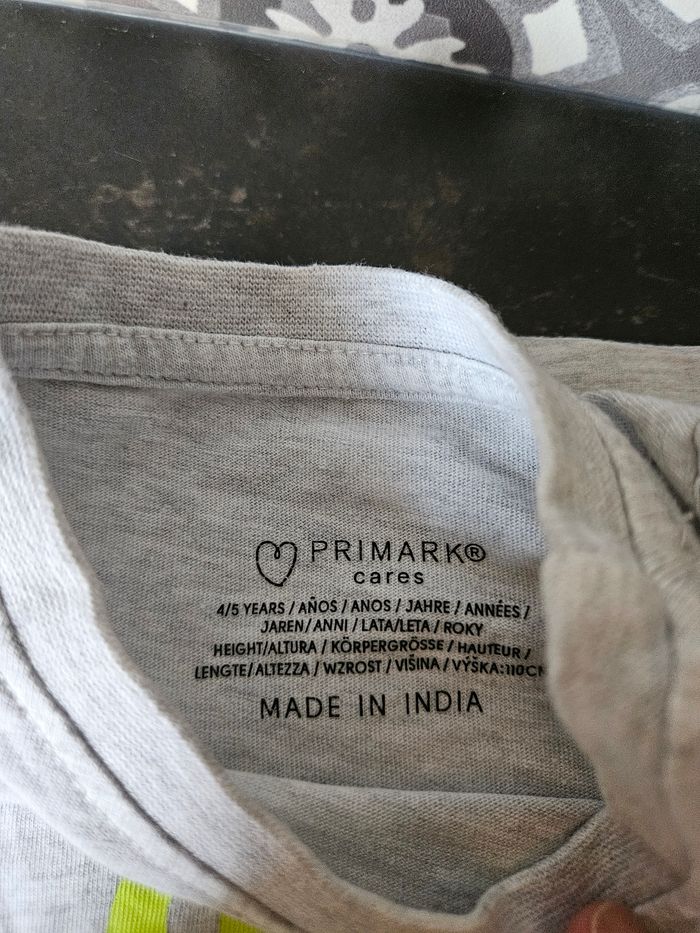 PRIMARK®
cares
4/5 YEARS / AÑOS / ANOS / JAHRE / ANNÉES /
JAREN/ ANNI / LATA/LETA / ROKY
HEIGHT/ALTURA / KÖRPERGRÖSSE / HAUTEUR /
LENGTE/ALTEZZA / WZROST / VIŠINA / VÝŠKA:110CM
MADE IN INDIA